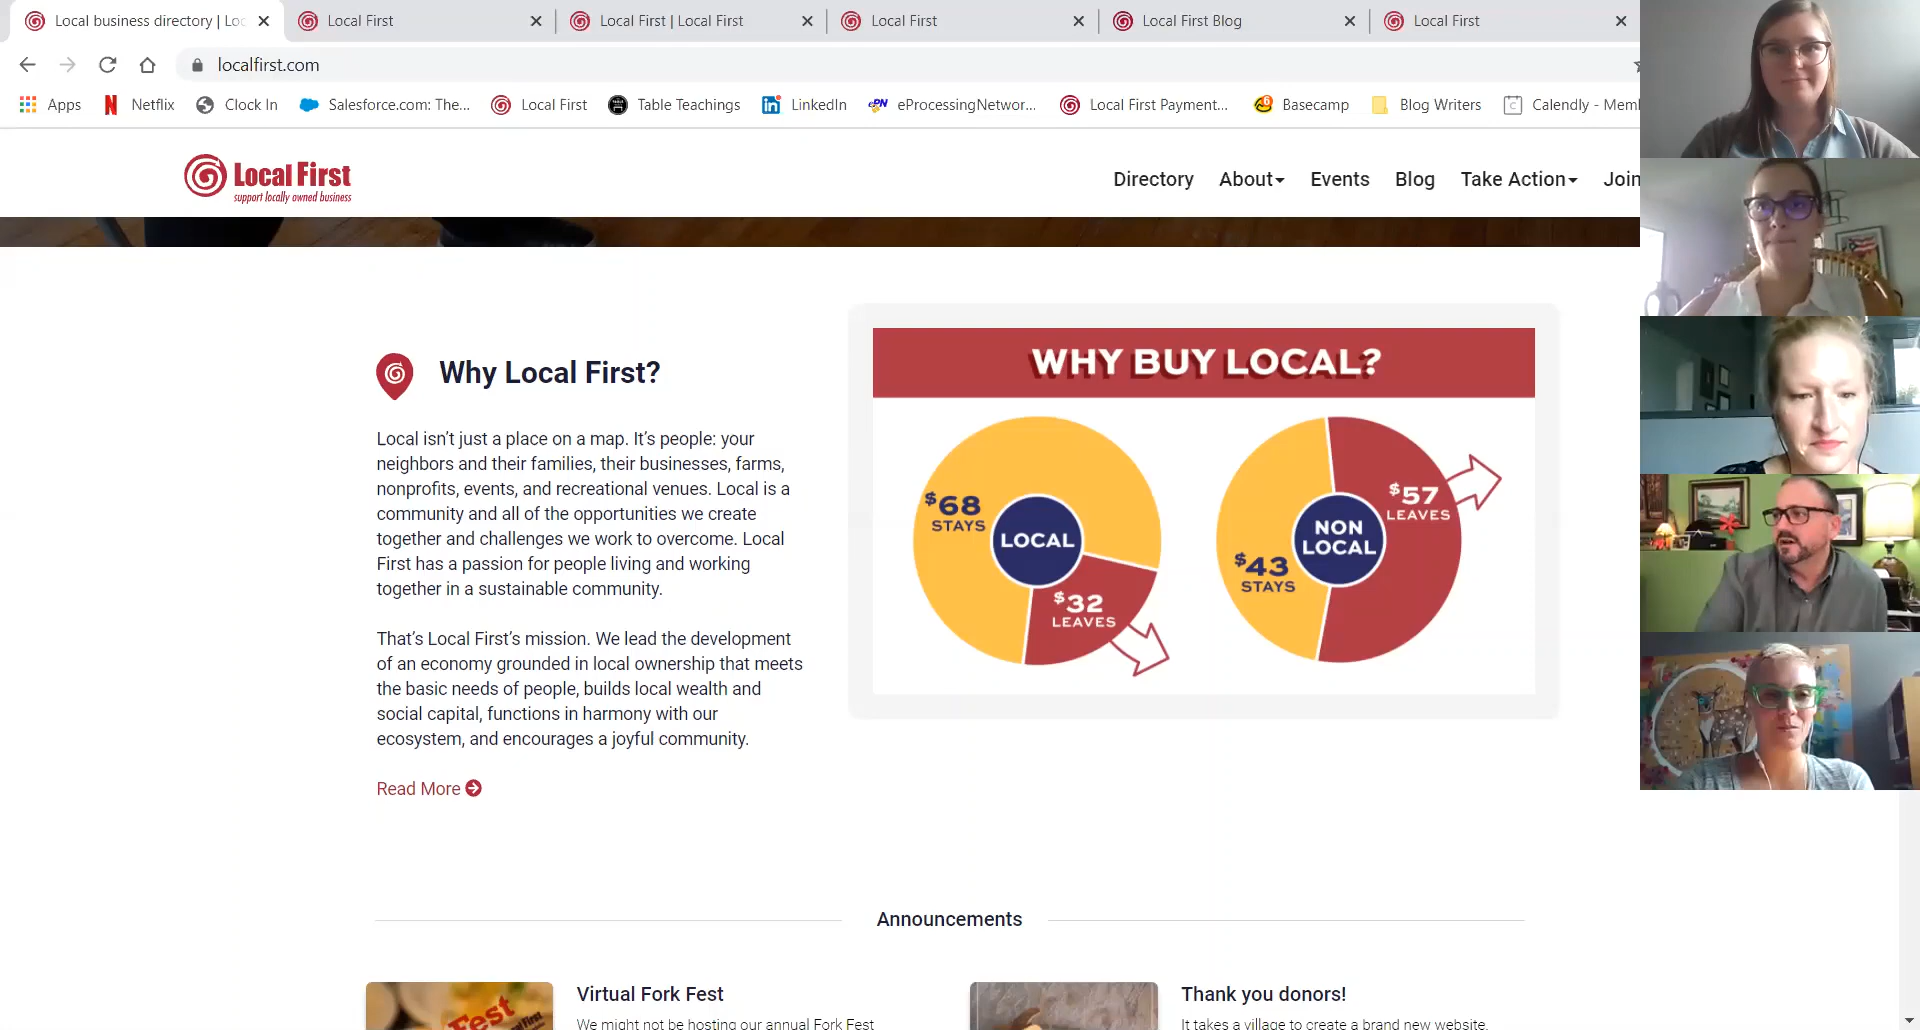 Local business directory | Loc
Local First
Local First | Local First
Local First
Local First Blog
Local First
localfirst.com
Apps
Netflix
Clock In
Salesforce.com: The...
Local First
Table Teachings
LinkedIn
eProcessingNetwor...
Local First Payment...
Basecamp
Blog Writers
Calendly - Mem
Local First
support locally owned business
Directory
About
Events
Blog
Take Action
Join
Why Local First?
Local isn’t just a place on a map. It’s people: your
neighbors and their families, their businesses, farms,
nonprofits, events, and recreational venues. Local is a
community and all of the opportunities we create
together and challenges we work to overcome. Local
First has a passion for people living and working
together in a sustainable community.
That’s Local First’s mission. We lead the development
of an economy grounded in local ownership that meets
the basic needs of people, builds local wealth and
social capital, functions in harmony with our
ecosystem, and encourages a joyful community.
Read More
WHY BUY LOCAL?
$68
STAYS
LOCAL
$32
LEAVES
$57
LEAVES
NON
LOCAL
$43
STAYS
Announcements
Virtual Fork Fest
We might not be hosting our annual Fork Fest
Thank you donors!
It takes a village to create a brand new website.